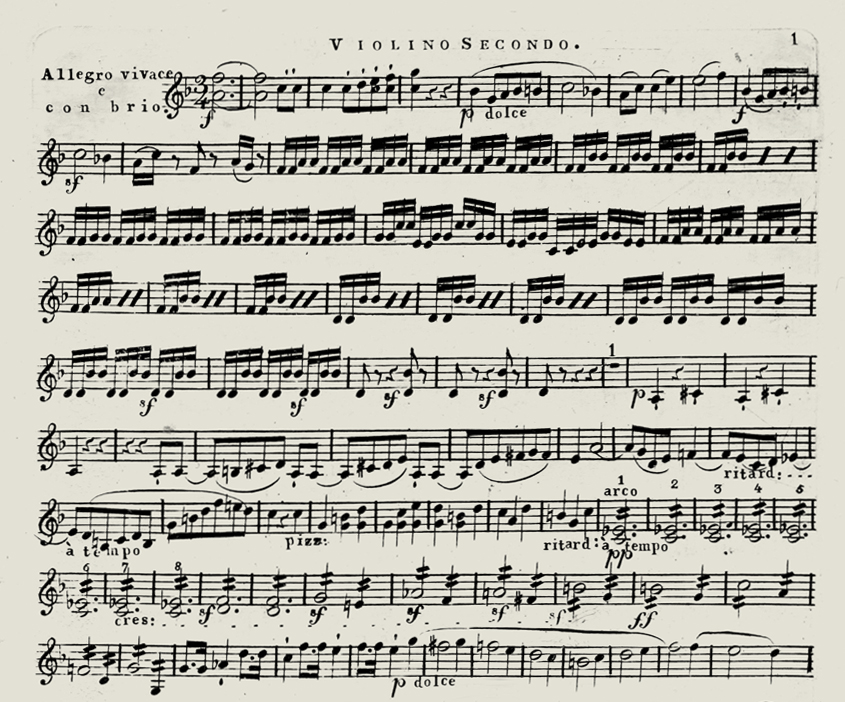 VIOLINO SECONDO.
1
Allegro vivace
e
con brio.
f
p dolce
f
sf
sf
sf
sf
1
p
ritard:
arco
1 2 3 4 5
à tempo
pizz:
ritard: à tempo
pp
6 7 8
cres:
sf
sf
sf
sf
sf
ff
p dolce